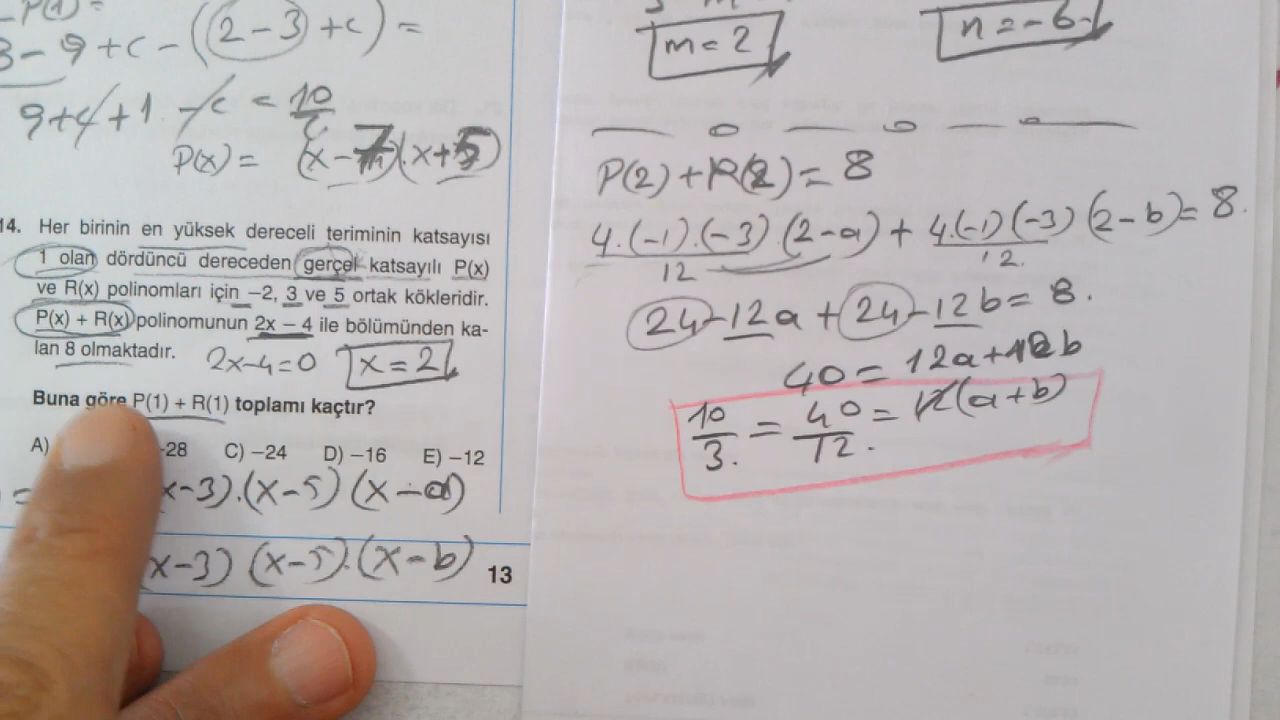 P(1) =
3 - 9 + c - (2 - 3 + c) =
9 + c + 1 - c = 10
P(x) = (x - 7)(x + 5)
14. Her birinin en yüksek dereceli teriminin katsayısı
1 olan dördüncü dereceden gerçel katsayılı P(x)
ve R(x) polinomları için –2, 3 ve 5 ortak kökleridir.
P(x) + R(x) polinomunun 2x – 4 ile bölümünden ka-
lan 8 olmaktadır.
2x-4=0 x=2
Buna göre P(1) + R(1) toplamı kaçtır?
A) -28 C) –24 D) –16 E) –12
= x-3).(x-5)(x-a)
x-3)(x-5).(x-b)
13
m=2 n=-6
P(2)+R(2)=8
4.(-1).(-3)(2-a)+4.(-1)(-3)(2-b)=8.
12 12.
24-12a+24-12b=8.
40=12a+12b
10/3. = 40/12. = 12(a+b)